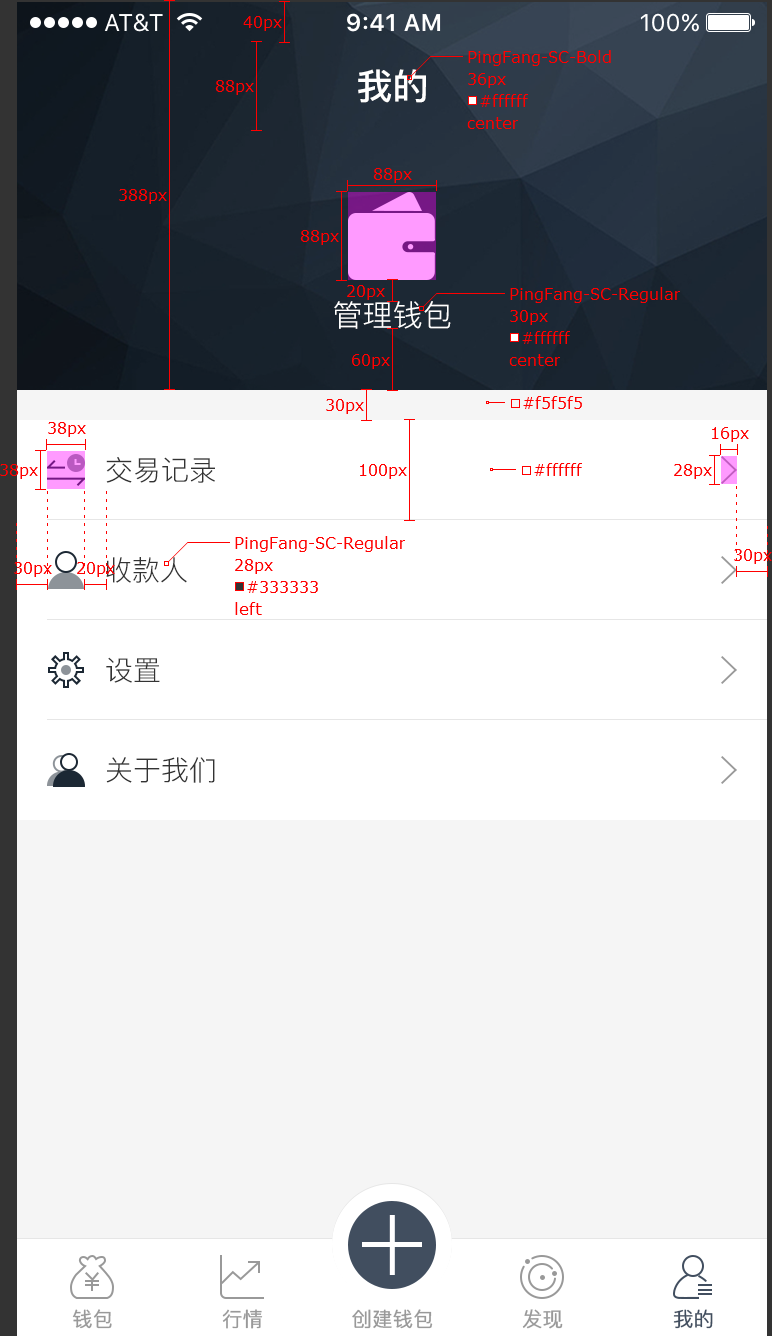 AT&T 40px 9:41 AM 100%
PingFang-SC-Bold
88px 我的 36px
#ffffff
center
88px
388px
88px
20px PingFang-SC-Regular
管理钱包 30px
#ffffff
60px center
30px #f5f5f5
38px 16px
38px 交易记录 100px #ffffff 28px
PingFang-SC-Regular
30px 20px 收款人 28px 30px
#333333
left
设置
关于我们
钱包 行情 创建钱包 发现 我的